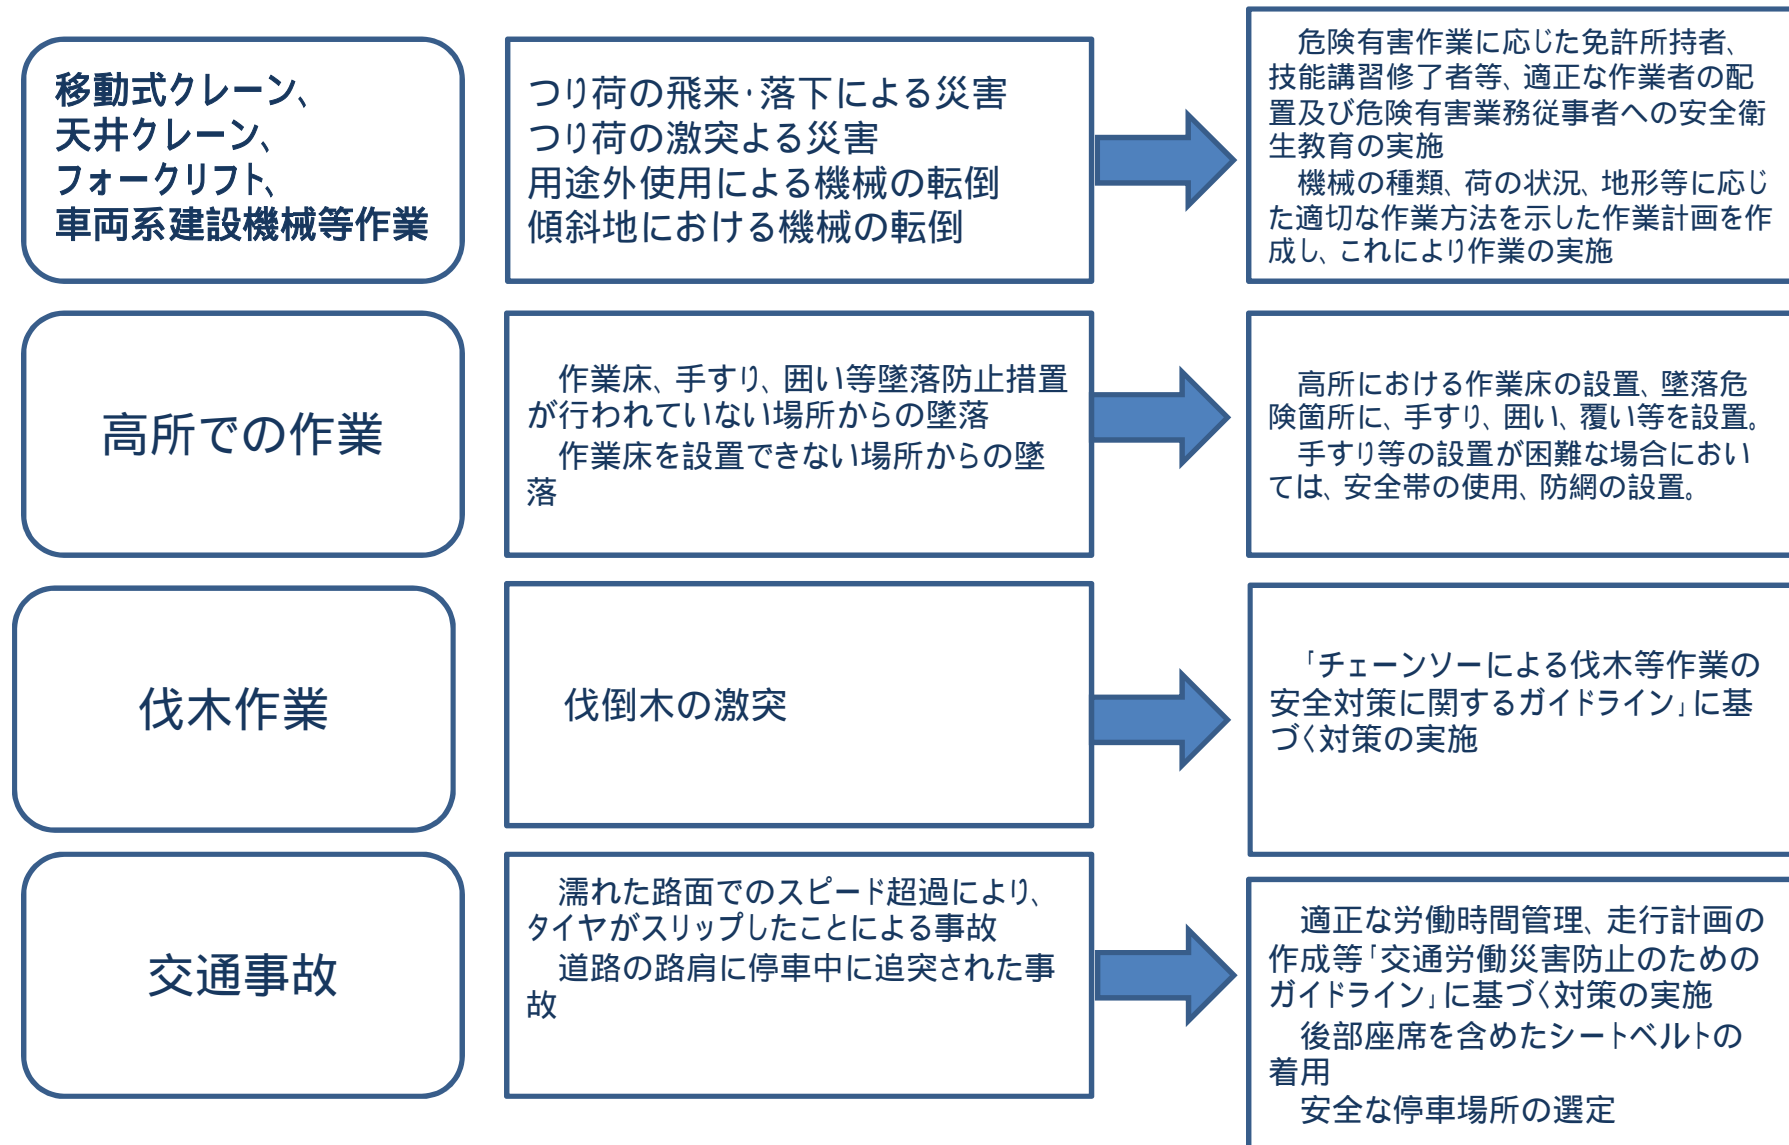 移動式クレーン、
天井クレーン、
フォークリフト、
車両系建設機械等作業
つり荷の飛来・落下による災害
つり荷の激突よる災害
用途外使用による機械の転倒
傾斜地における機械の転倒
危険有害作業に応じた免許所持者、
技能講習修了者等、適正な作業者の配
置及び危険有害業務従事者への安全衛
生教育の実施
機械の種類、荷の状況、地形等に応じ
た適切な作業方法を示した作業計画を作
成し、これにより作業の実施
高所での作業
作業床、手すり、囲い等墜落防止措置
が行われていない場所からの墜落
作業床を設置できない場所からの墜
落
高所における作業床の設置、墜落危
険箇所に、手すり、囲い、覆い等を設置。
手すり等の設置が困難な場合におい
ては、安全帯の使用、防網の設置。
伐木作業
伐倒木の激突
「チェーンソーによる伐木等作業の
安全対策に関するガイドライン」に基
づく対策の実施
交通事故
濡れた路面でのスピード超過により、
タイヤがスリップしたことによる事故
道路の路肩に停車中に追突された事
故
適正な労働時間管理、走行計画の
作成等「交通労働災害防止のための
ガイドライン」に基づく対策の実施
後部座席を含めたシートベルトの
着用
安全な停車場所の選定